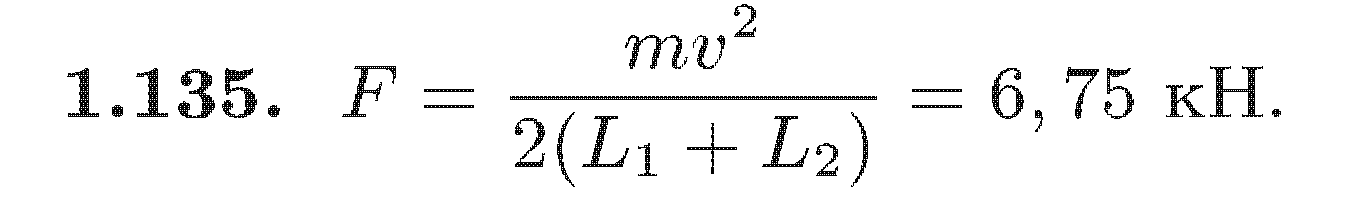 1.135. F = mv²/2(L₁ + L₂) = 6,75 кН.